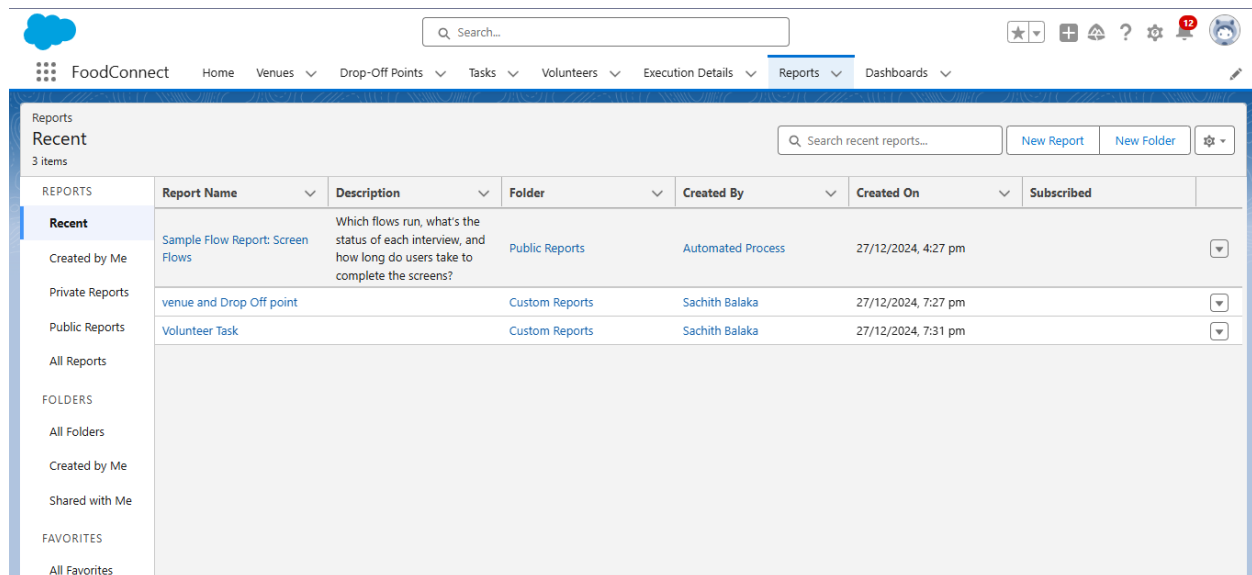 Search...
12
FoodConnect Home Venues Drop-Off Points Tasks Volunteers Execution Details Reports Dashboards
Reports
Recent
3 items
Search recent reports...
New Report New Folder
REPORTS
Recent
Created by Me
Private Reports
Public Reports
All Reports
FOLDERS
All Folders
Created by Me
Shared with Me
FAVORITES
All Favorites
Report Name Description Folder Created By Created On Subscribed
Sample Flow Report: Screen
Flows
Which flows run, what's the
status of each interview, and
how long do users take to
complete the screens?
Public Reports Automated Process 27/12/2024, 4:27 pm
venue and Drop Off point Custom Reports Sachith Balaka 27/12/2024, 7:27 pm
Volunteer Task Custom Reports Sachith Balaka 27/12/2024, 7:31 pm